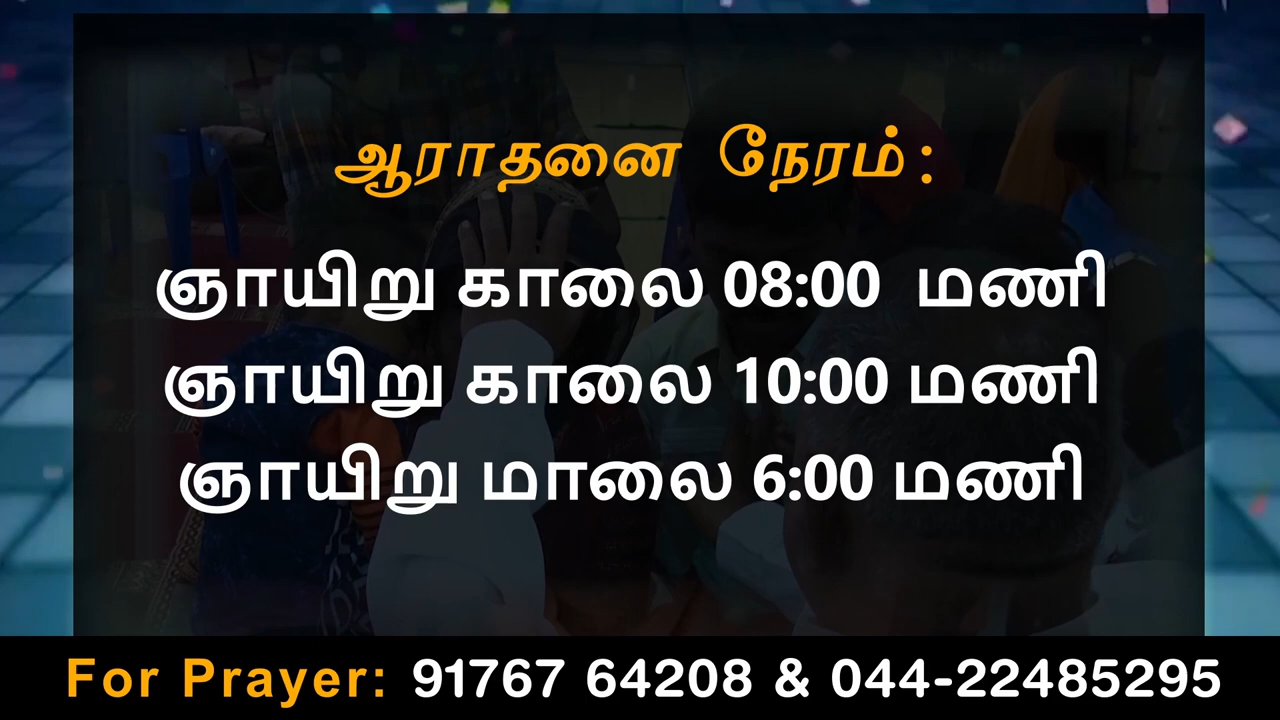 ஆராதனை நேரம்:
ஞாயிறு காலை 08:00 மணி
ஞாயிறு காலை 10:00 மணி
ஞாயிறு மாலை 6:00 மணி
For Prayer: 91767 64208 & 044-22485295